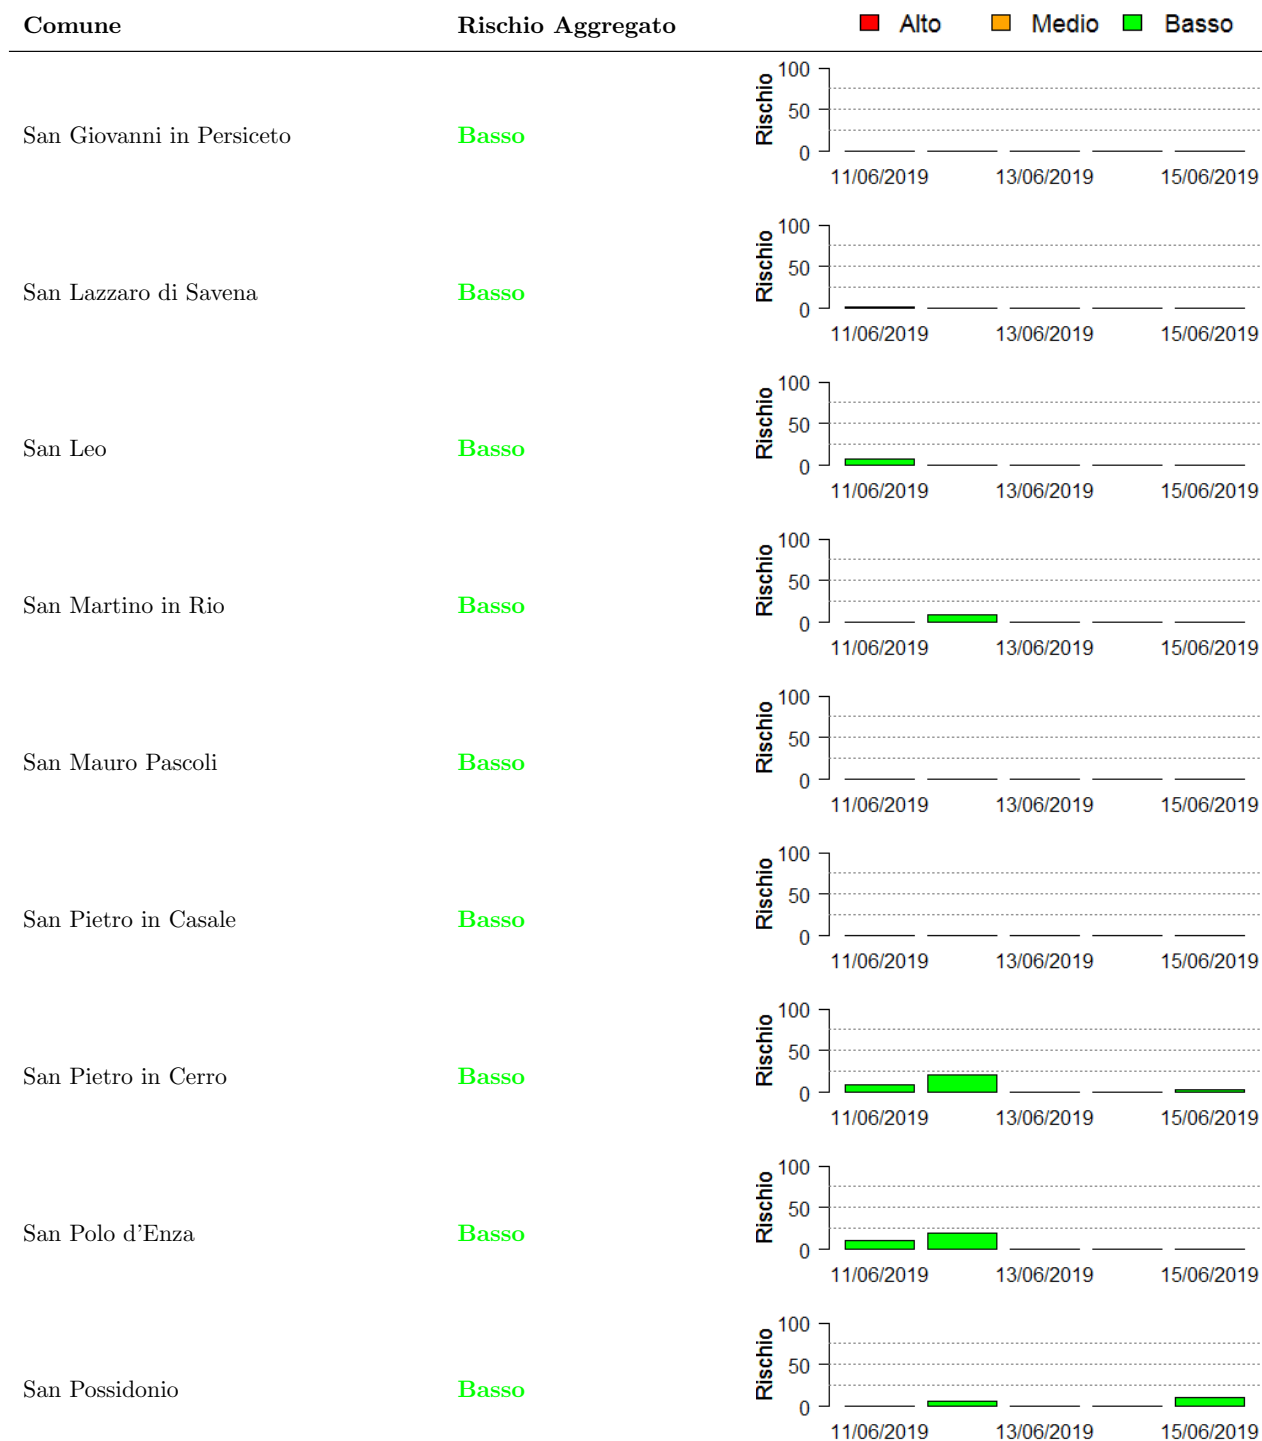 Comune Rischio Aggregato Alto Medio Basso
San Giovanni in Persiceto Basso
Rischio
100
50
0
11/06/2019 13/06/2019 15/06/2019
San Lazzaro di Savena Basso
Rischio
100
50
0
11/06/2019 13/06/2019 15/06/2019
San Leo Basso
Rischio
100
50
0
11/06/2019 13/06/2019 15/06/2019
San Martino in Rio Basso
Rischio
100
50
0
11/06/2019 13/06/2019 15/06/2019
San Mauro Pascoli Basso
Rischio
100
50
0
11/06/2019 13/06/2019 15/06/2019
San Pietro in Casale Basso
Rischio
100
50
0
11/06/2019 13/06/2019 15/06/2019
San Pietro in Cerro Basso
Rischio
100
50
0
11/06/2019 13/06/2019 15/06/2019
San Polo d'Enza Basso
Rischio
100
50
0
11/06/2019 13/06/2019 15/06/2019
San Possidonio Basso
Rischio
100
50
0
11/06/2019 13/06/2019 15/06/2019